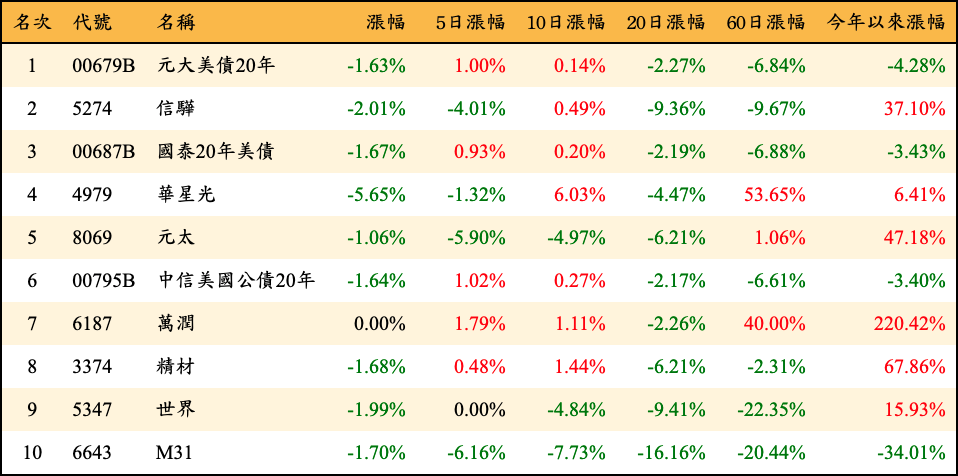 名次 代號 名稱 漲幅 5日漲幅 10日漲幅 20日漲幅 60日漲幅 今年以來漲幅
1 00679B 元大美債20年 -1.63% 1.00% 0.14% -2.27% -6.84% -4.28%
2 5274 信驊 -2.01% -4.01% 0.49% -9.36% -9.67% 37.10%
3 00687B 國泰20年美債 -1.67% 0.93% 0.20% -2.19% -6.88% -3.43%
4 4979 華星光 -5.65% -1.32% 6.03% -4.47% 53.65% 6.41%
5 8069 元太 -1.06% -5.90% -4.97% -6.21% 1.06% 47.18%
6 00795B 中信美國公債20年 -1.64% 1.02% 0.27% -2.17% -6.61% -3.40%
7 6187 萬潤 0.00% 1.79% 1.11% -2.26% 40.00% 220.42%
8 3374 精材 -1.68% 0.48% 1.44% -6.21% -2.31% 67.86%
9 5347 世界 -1.99% 0.00% -4.84% -9.41% -22.35% 15.93%
10 6643 M31 -1.70% -6.16% -7.73% -16.16% -20.44% -34.01%